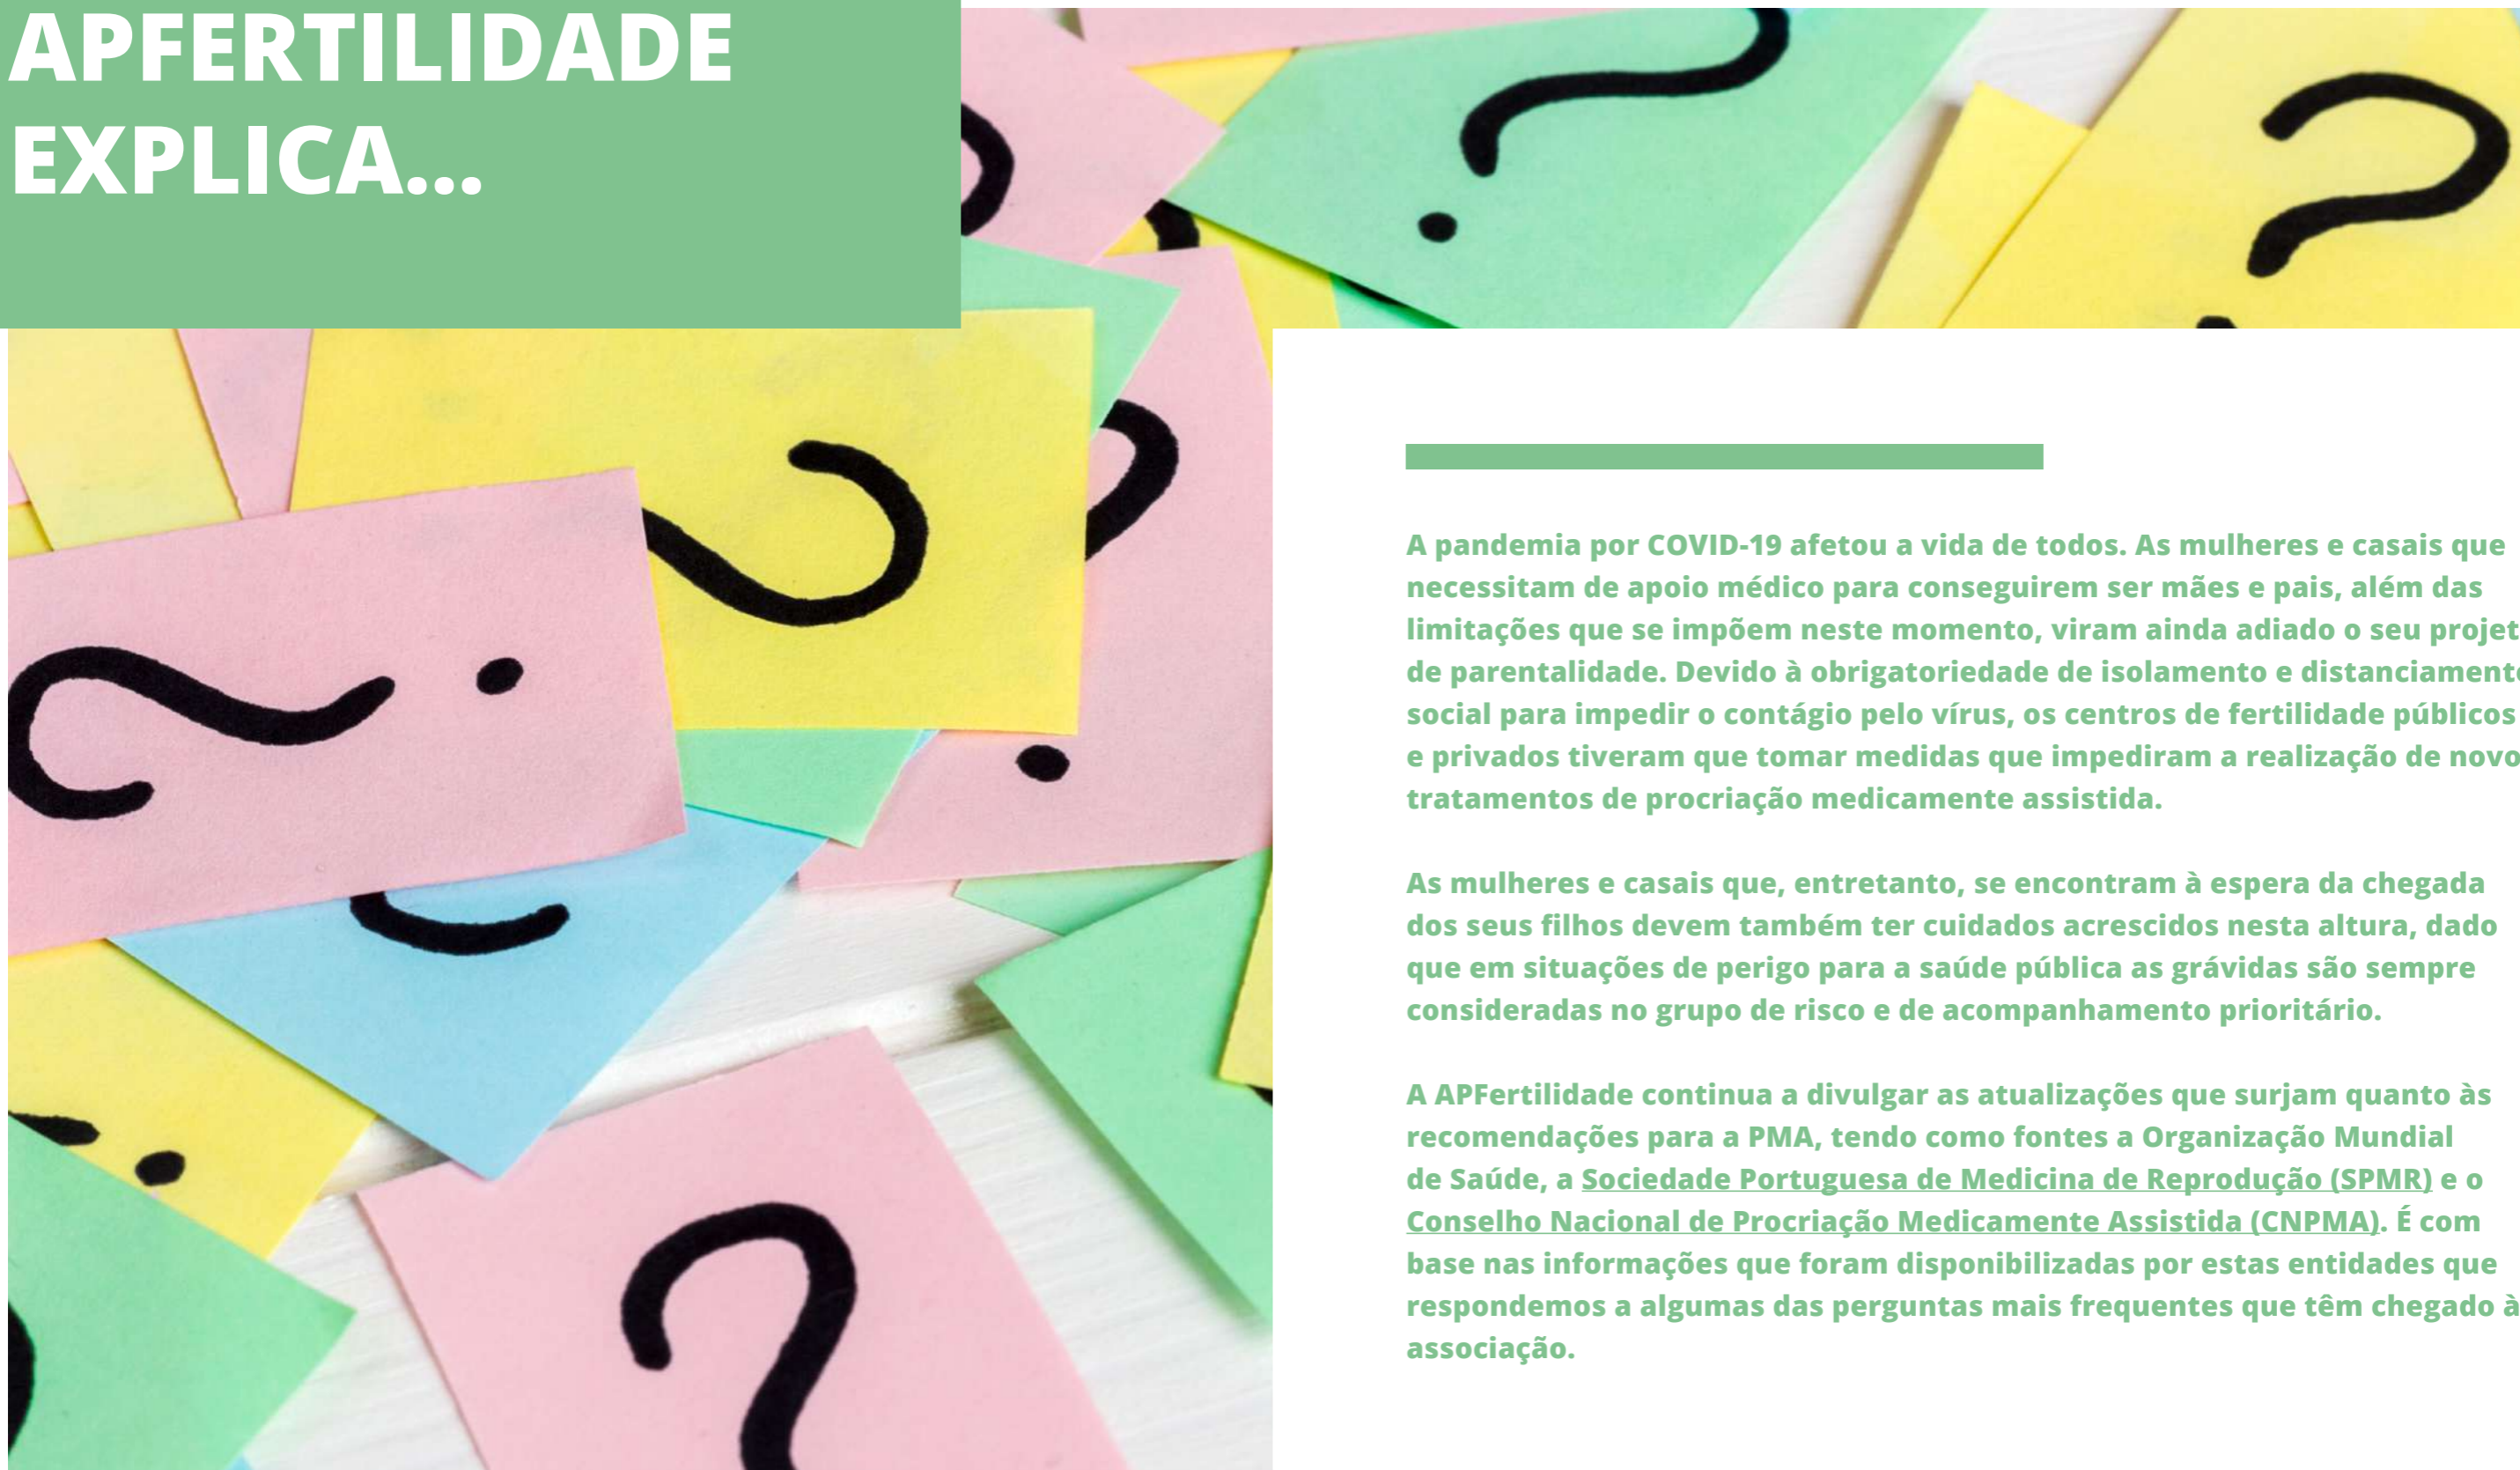 APFERTILIDADE
EXPLICA...
A pandemia por COVID-19 afetou a vida de todos. As mulheres e casais que
necessitam de apoio médico para conseguirem ser mães e pais, além das
limitações que se impõem neste momento, viram ainda adiado o seu projet
de parentalidade. Devido à obrigatoriedade de isolamento e distanciamento
social para impedir o contágio pelo vírus, os centros de fertilidade públicos
e privados tiveram que tomar medidas que impediram a realização de novo
tratamentos de procriação medicamente assistida.
As mulheres e casais que, entretanto, se encontram à espera da chegada
dos seus filhos devem também ter cuidados acrescidos nesta altura, dado
que em situações de perigo para a saúde pública as grávidas são sempre
consideradas no grupo de risco e de acompanhamento prioritário.
A APFertilidade continua a divulgar as atualizações que surjam quanto às
recomendações para a PMA, tendo como fontes a Organização Mundial
de Saúde, a Sociedade Portuguesa de Medicina de Reprodução (SPMR) e o
Conselho Nacional de Procriação Medicamente Assistida (CNPMA). É com
base nas informações que foram disponibilizadas por estas entidades que
respondemos a algumas das perguntas mais frequentes que têm chegado à
associação.